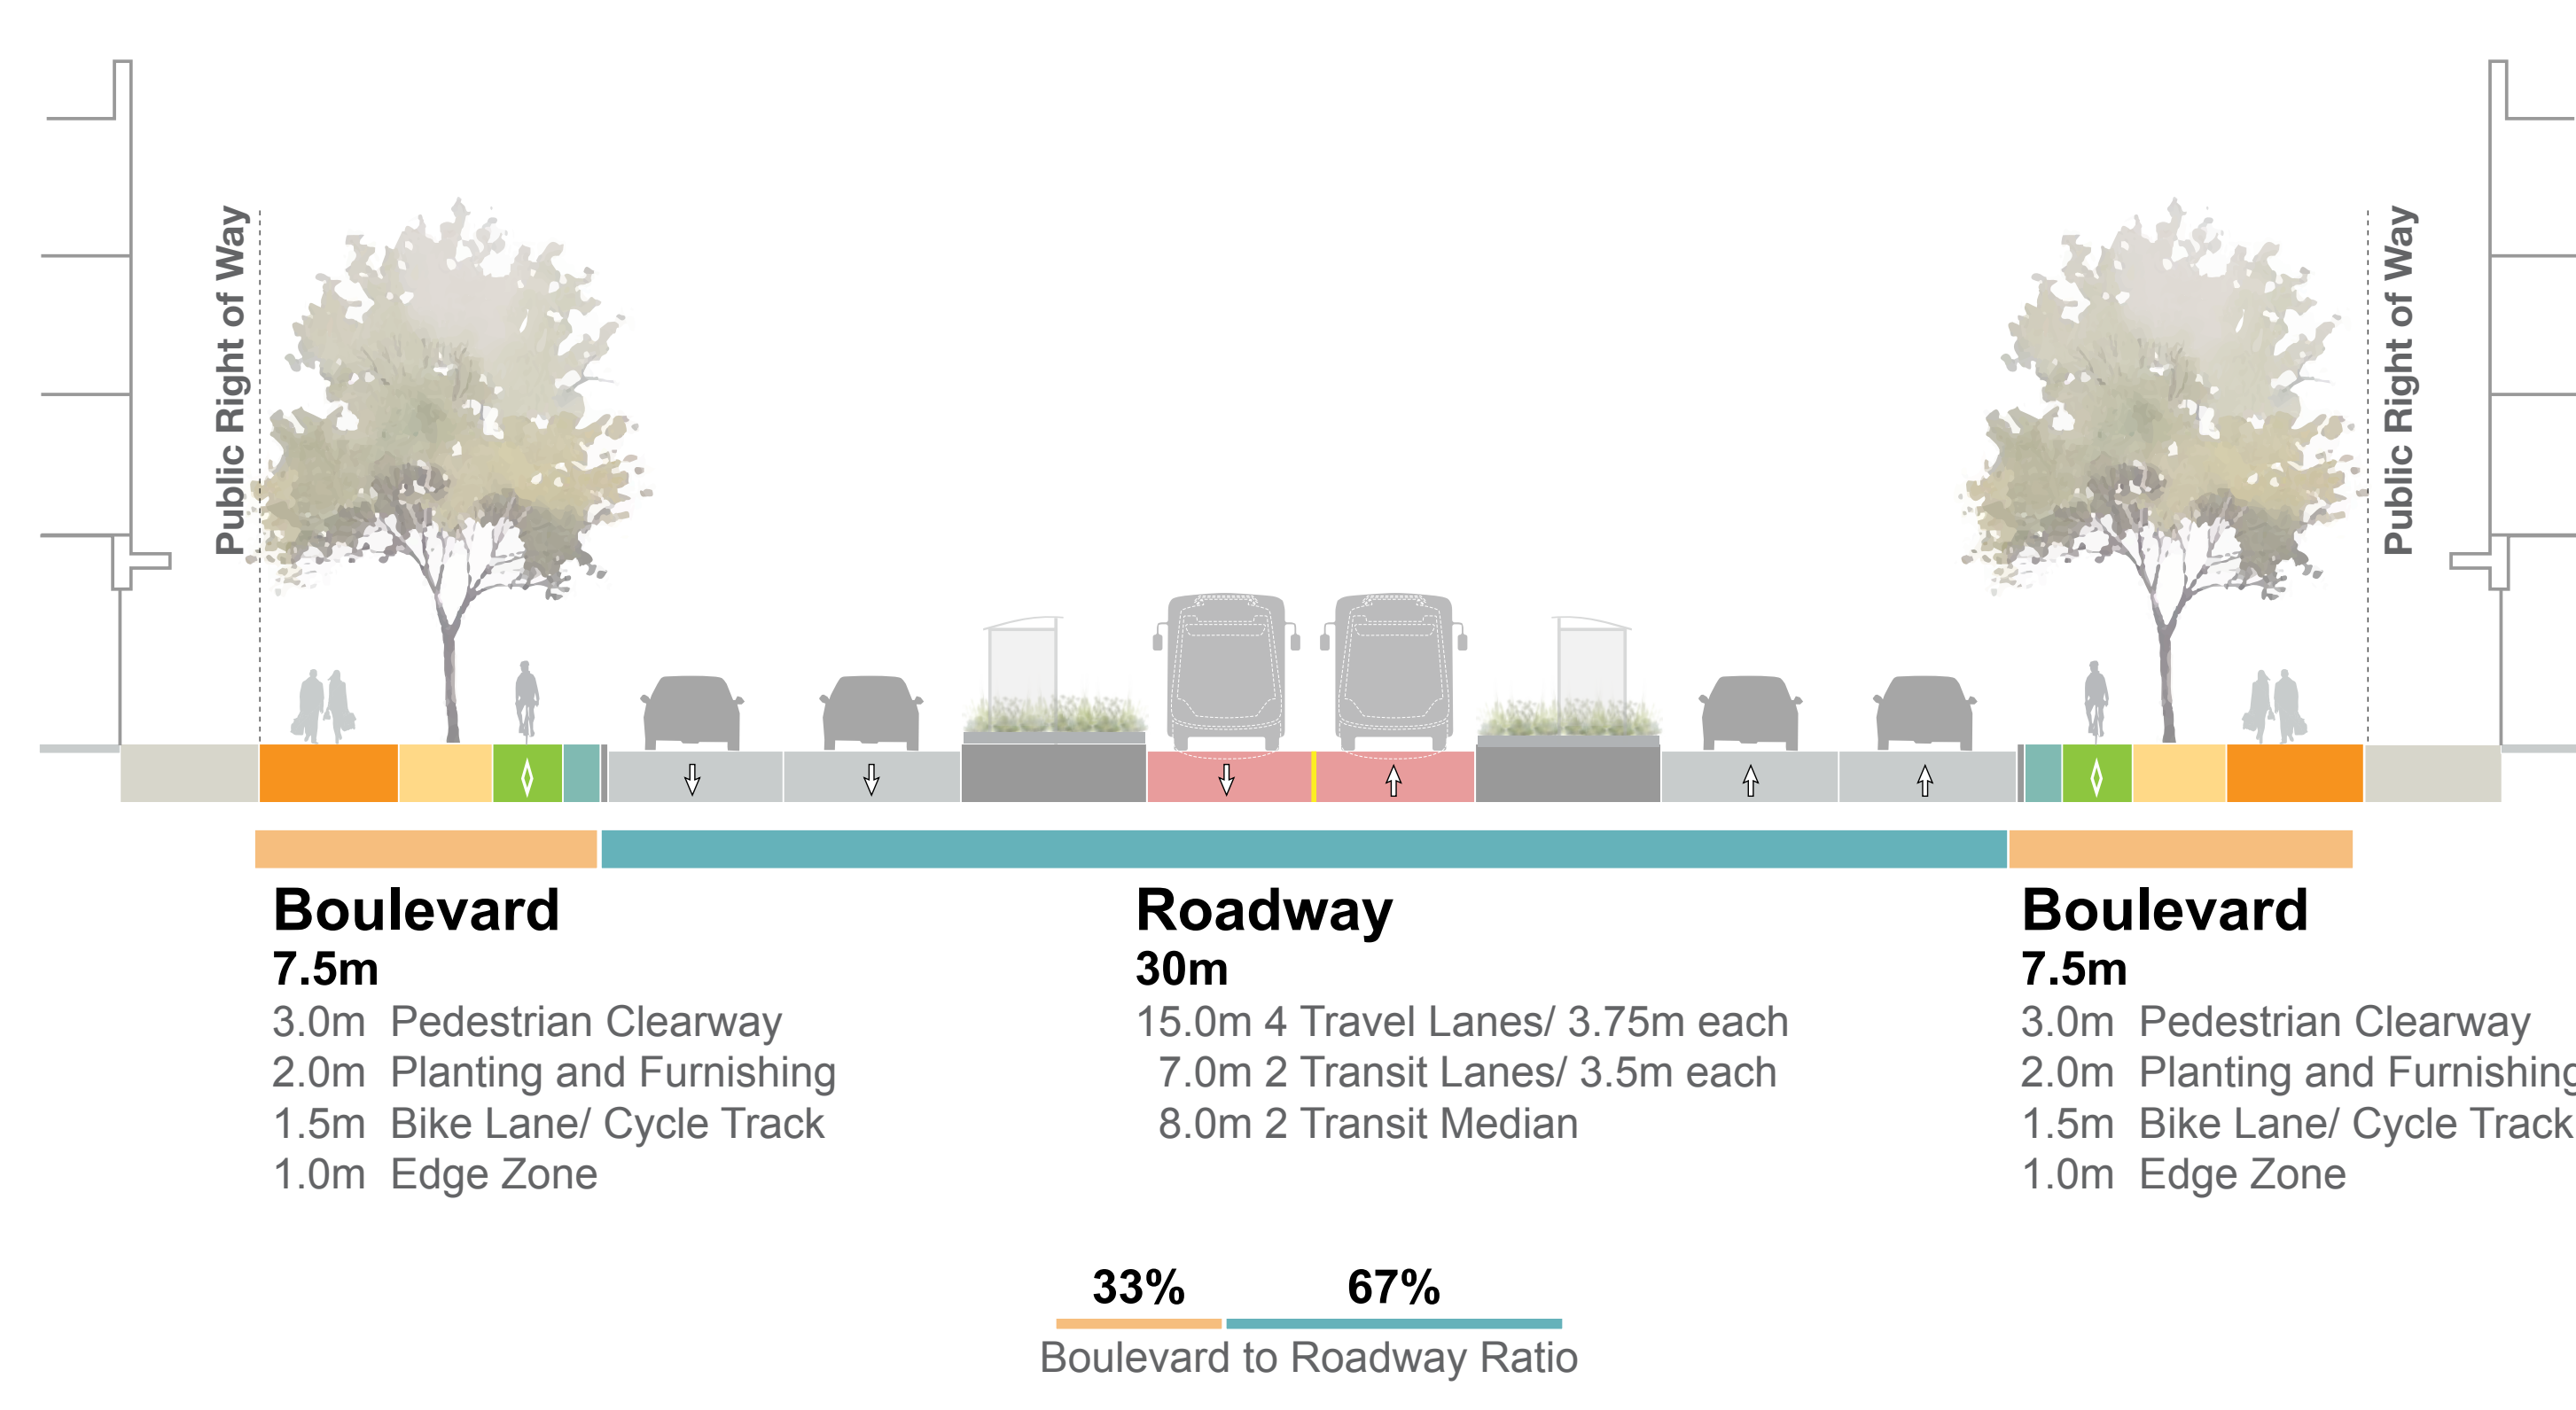 Public Right of Way
Public Right of Way
Boulevard
7.5m
3.0m Pedestrian Clearway
2.0m Planting and Furnishing
1.5m Bike Lane/ Cycle Track
1.0m Edge Zone
Roadway
30m
15.0m 4 Travel Lanes/ 3.75m each
7.0m 2 Transit Lanes/ 3.5m each
8.0m 2 Transit Median
Boulevard
7.5m
3.0m Pedestrian Clearway
2.0m Planting and Furnishing
1.5m Bike Lane/ Cycle Track
1.0m Edge Zone
33% 67%
Boulevard to Roadway Ratio